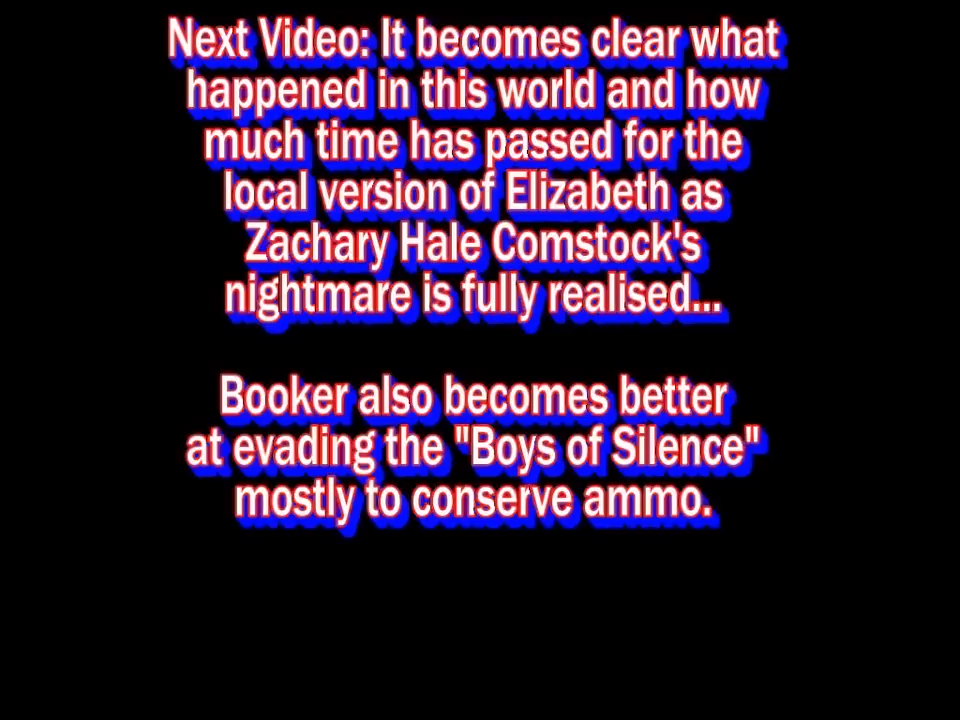 Next Video: It becomes clear what
happened in this world and how
much time has passed for the
local version of Elizabeth as
Zachary Hale Comstock's
nightmare is fully realised...
Booker also becomes better
at evading the "Boys of Silence"
mostly to conserve ammo.